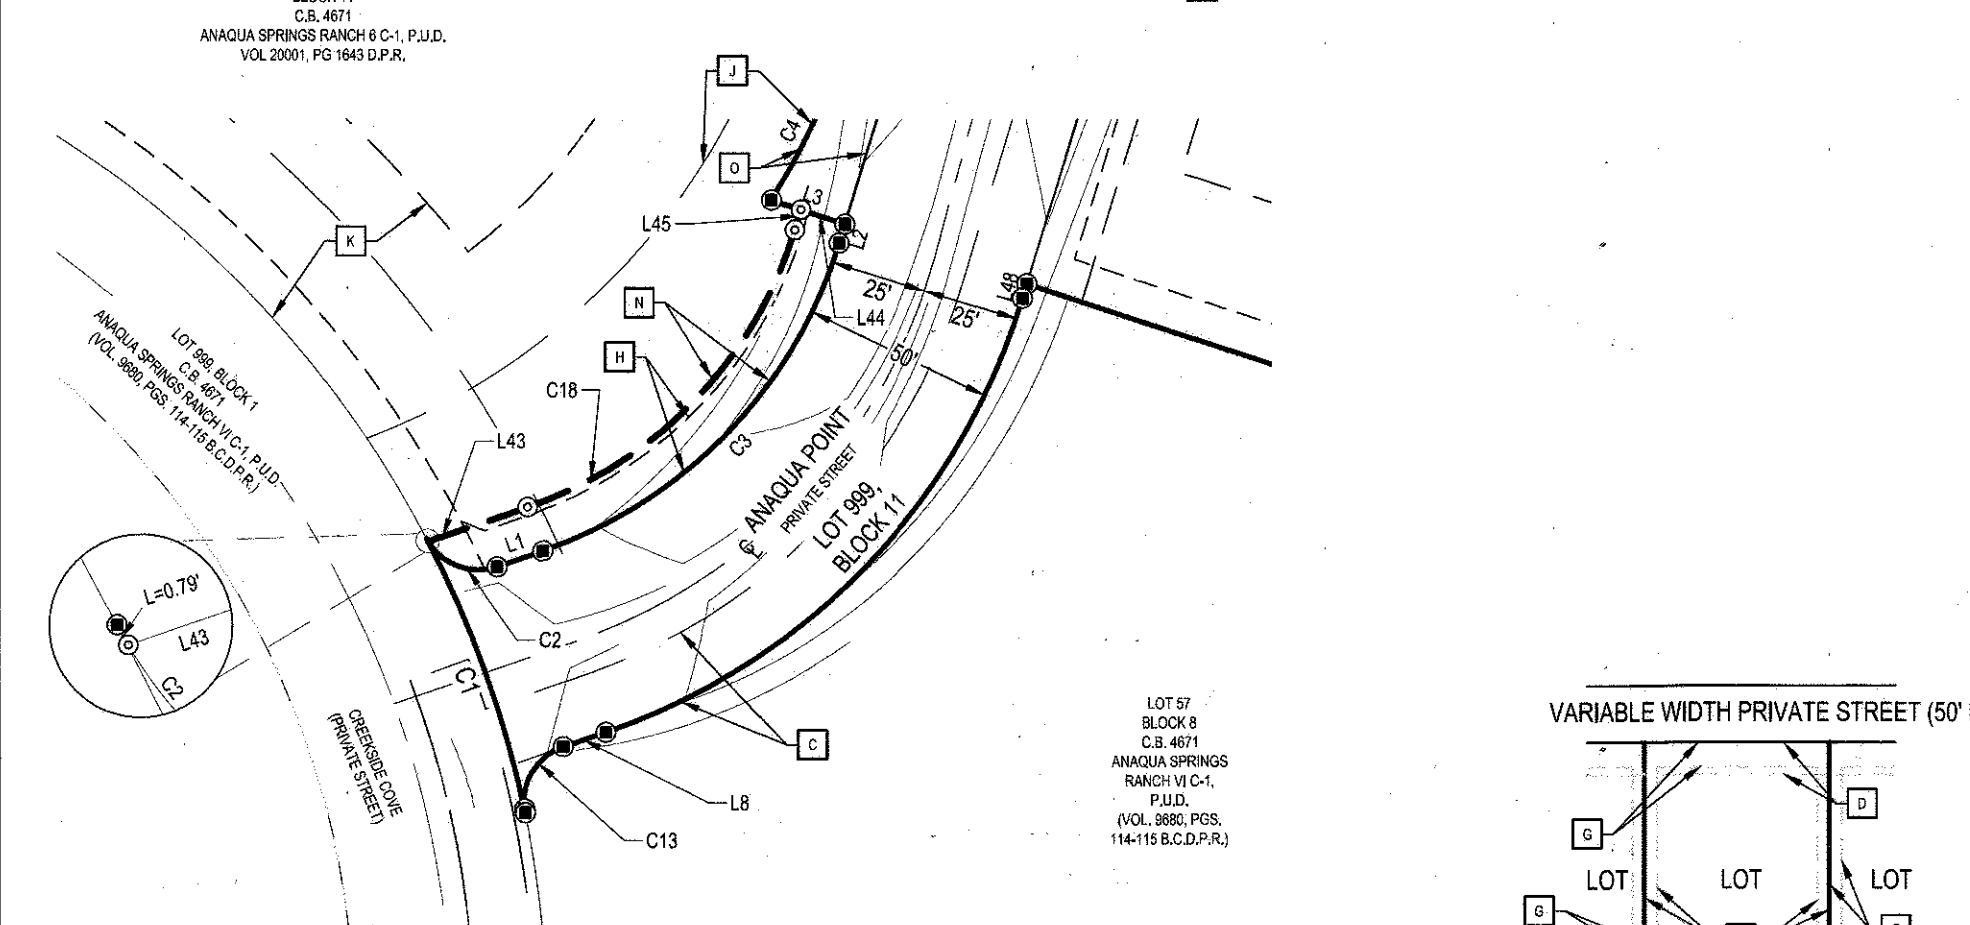 C.B. 4671
ANAQUA SPRINGS RANCH 6 C-1, P.U.D.
VOL 20001, PG 1643 D.P.R.
J
C4
O
L3
L45
L2
K
25'
25'
L48
N
L44
50'
H
C18
LOT 999, BLOCK 1
C.B. 4671
ANAQUA SPRINGS RANCH VI C-1, P.U.D.
(VOL. 9680, PGS. 114-115 B.C.D.P.R.)
L43
C3
ANAQUA POINT
PRIVATE STREET
LOT 999,
BLOCK 11
L1
L=0.79'
L43
C2
C2
C1
CREEKSIDE COVE
(PRIVATE STREET)
C
L8
C13
LOT 57
BLOCK 8
C.B. 4671
ANAQUA SPRINGS
RANCH VI C-1,
P.U.D.
(VOL. 9680, PGS.
114-115 B.C.D.P.R.)
VARIABLE WIDTH PRIVATE STREET (50'
D
G
LOT
LOT
LOT
G